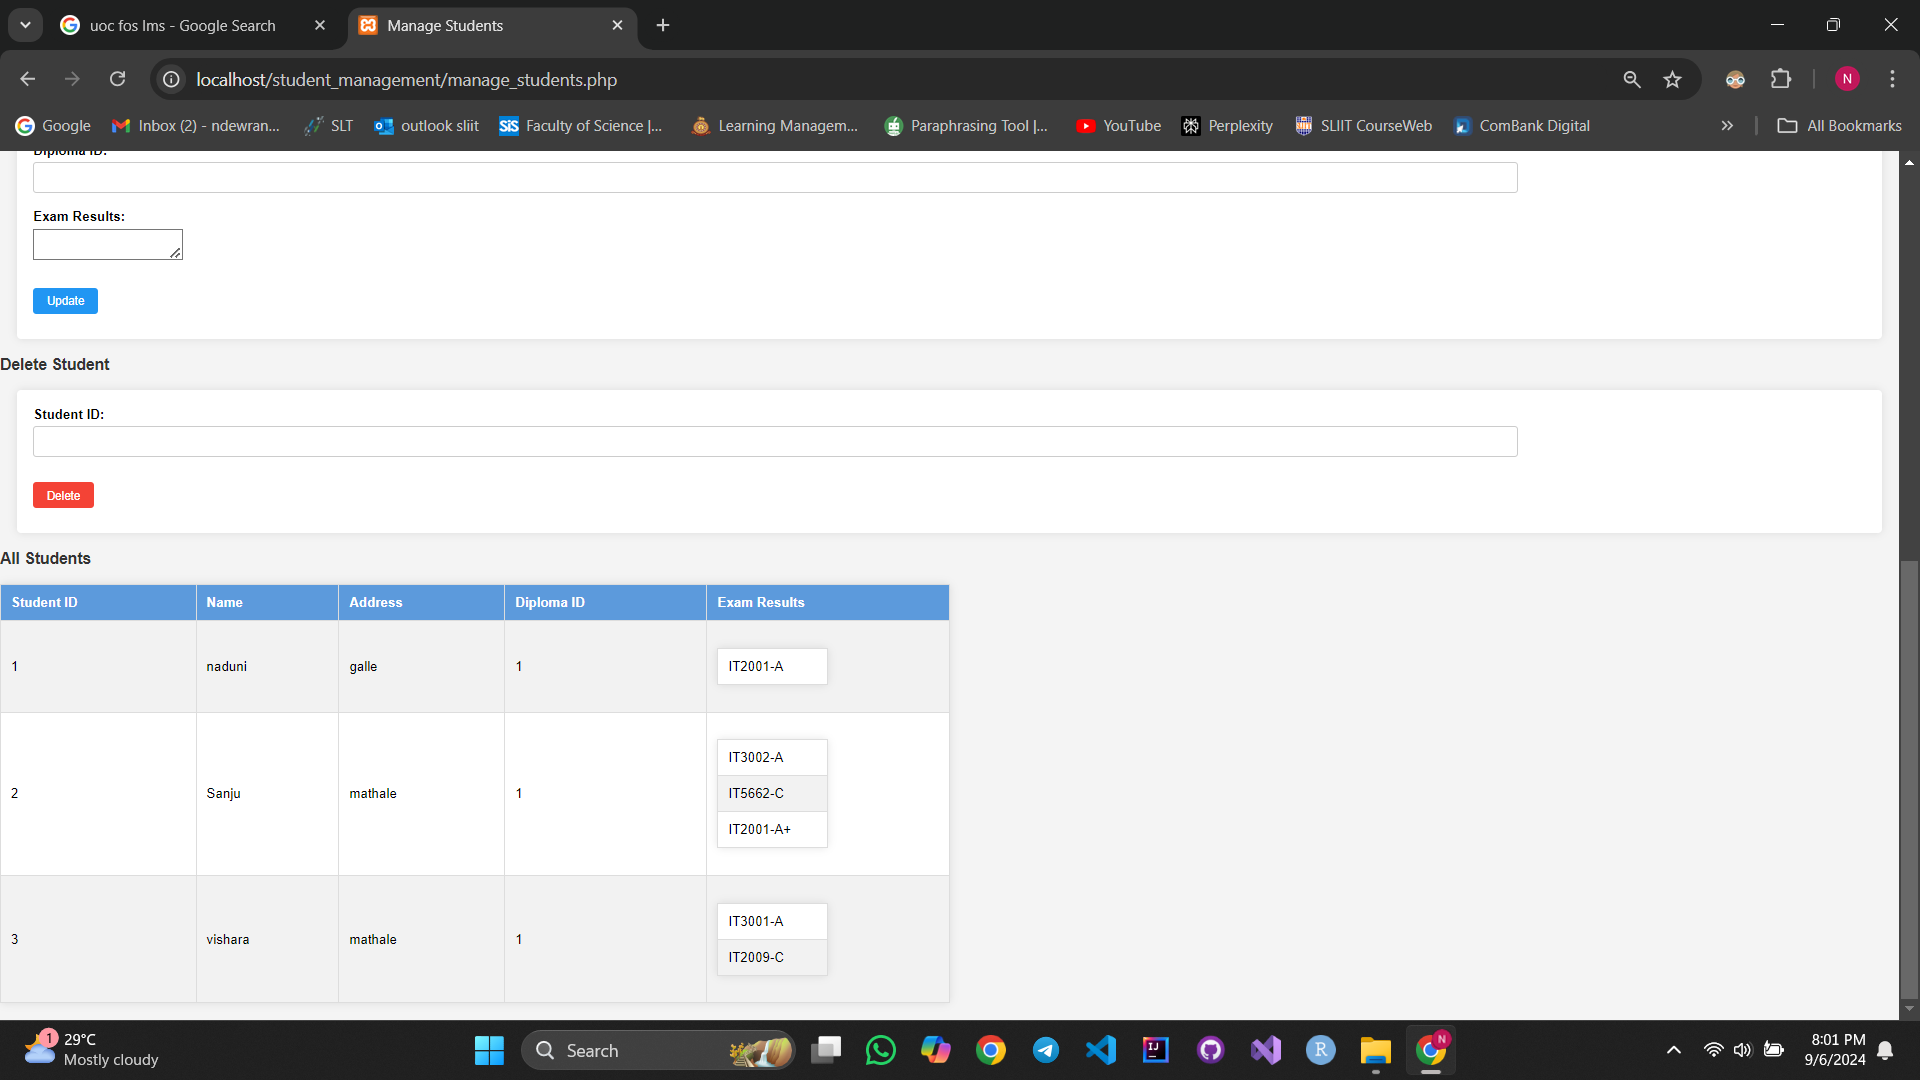 uoc fos lms - Google Search
Manage Students
localhost/student_management/manage_students.php
N
Google
Inbox (2) - ndewran...
SLT
outlook sliit
SiS
Faculty of Science |...
Learning Managem...
Paraphrasing Tool |...
YouTube
Perplexity
SLIIT CourseWeb
ComBank Digital
All Bookmarks
Diploma ID:
Exam Results:
Update
Delete Student
Student ID:
Delete
All Students
Student ID Name Address Diploma ID Exam Results
1 naduni galle 1 IT2001-A
IT3002-A
2 Sanju mathale 1 IT5662-C
IT2001-A+
IT3001-A
3 vishara mathale 1
IT2009-C
1
29°C
Mostly cloudy
Search
IJ
R
N
8:01 PM
9/6/2024